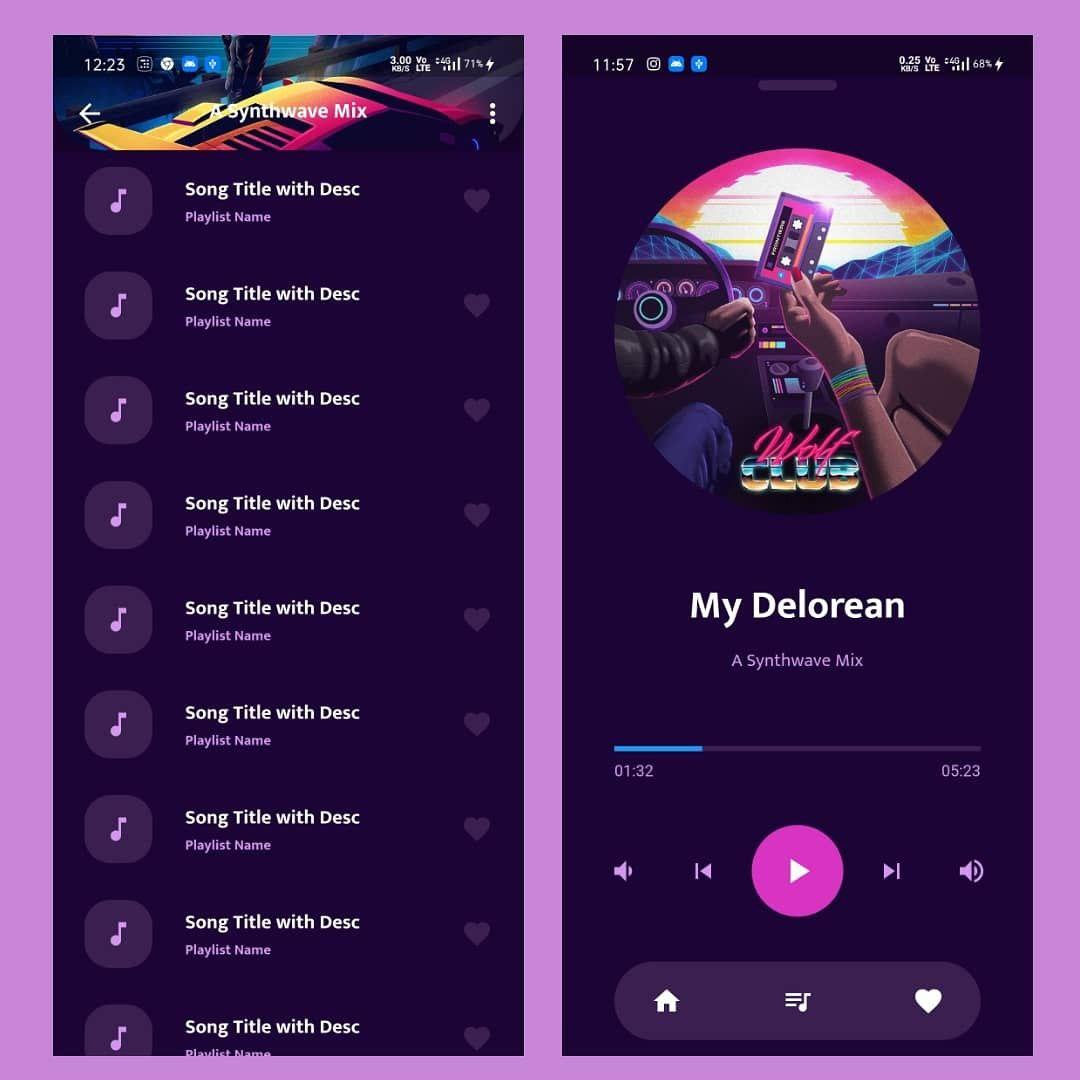 12:23 3.00 KB/S Vo LTE 4G 71%
A Synthwave Mix
Song Title with Desc
Playlist Name
Song Title with Desc
Playlist Name
Song Title with Desc
Playlist Name
Song Title with Desc
Playlist Name
Song Title with Desc
Playlist Name
Song Title with Desc
Playlist Name
Song Title with Desc
Playlist Name
Song Title with Desc
Playlist Name
Song Title with Desc
Playlist Name
11:57 0.25 KB/S Vo LTE 4G 68%
FRONTIERS
Wolf
CLUB
My Delorean
A Synthwave Mix
01:32 05:23